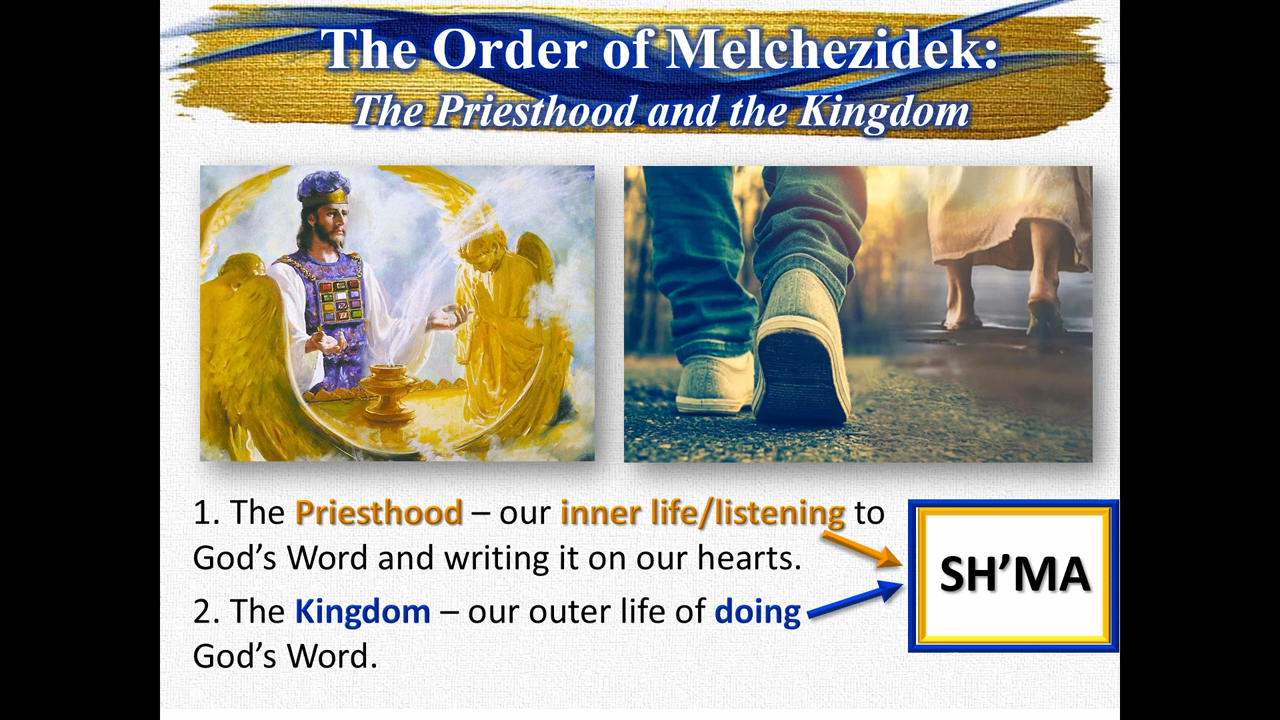 The Order of Melchezidek:
The Priesthood and the Kingdom
1. The Priesthood – our inner life/listening to
God’s Word and writing it on our hearts.
2. The Kingdom – our outer life of doing
God’s Word.
SH’MA